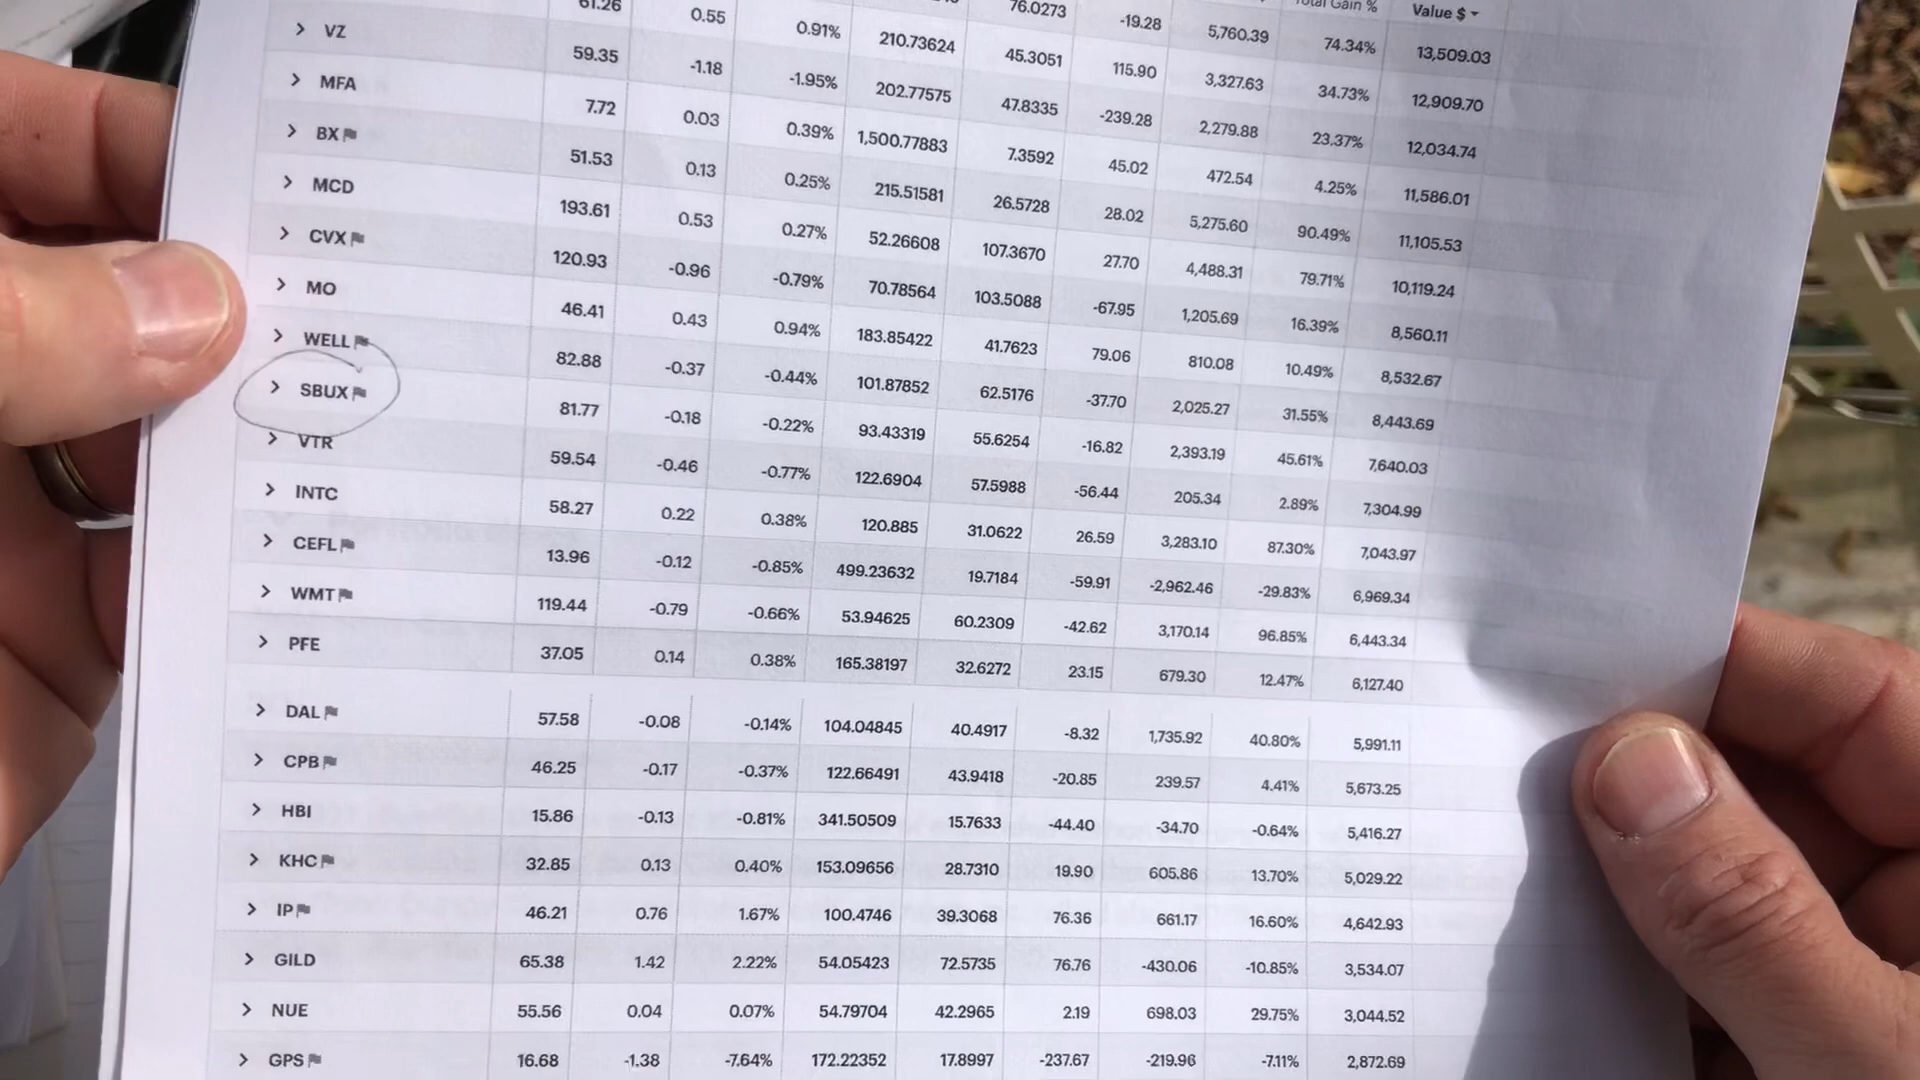 Total Gain % Value $
76.0273 -19.28 5,760.39 74.34% 13,509.03
61.26 0.55 0.91% 210.73624 45.3051 115.90 3,327.63 34.73% 12,909.70
> VZ 59.35 -1.18 -1.95% 202.77575 47.8335 -239.28 2,279.88 23.37% 12,034.74
> MFA 7.72 0.03 0.39% 1,500.77883 7.3592 45.02 472.54 4.25% 11,586.01
> BX 51.53 0.13 0.25% 215.51581 26.5728 28.02 5,275.60 90.49% 11,105.53
> MCD 193.61 0.53 0.27% 52.26608 107.3670 27.70 4,488.31 79.71% 10,119.24
> CVX 120.93 -0.96 -0.79% 70.78564 103.5088 -67.95 1,205.69 16.39% 8,560.11
> MO 46.41 0.43 0.94% 183.85422 41.7623 79.06 810.08 10.49% 8,532.67
> WELL 82.88 -0.37 -0.44% 101.87852 62.5176 -37.70 2,025.27 31.55% 8,443.69
> SBUX 81.77 -0.18 -0.22% 93.43319 55.6254 -16.82 2,393.19 45.61% 7,640.03
> VTR 59.54 -0.46 -0.77% 122.6904 57.5988 -56.44 205.34 2.89% 7,304.99
> INTC 58.27 0.22 0.38% 120.885 31.0622 26.59 3,283.10 87.30% 7,043.97
> CEFL 13.96 -0.12 -0.85% 499.23632 19.7184 -59.91 -2,962.46 -29.83% 6,969.34
> WMT 119.44 -0.79 -0.66% 53.94625 60.2309 -42.62 3,170.14 96.85% 6,443.34
> PFE 37.05 0.14 0.38% 165.38197 32.6272 23.15 679.30 12.47% 6,127.40
> DAL 57.58 -0.08 -0.14% 104.04845 40.4917 -8.32 1,735.92 40.80% 5,991.11
> CPB 46.25 -0.17 -0.37% 122.66491 43.9418 -20.85 239.57 4.41% 5,673.25
> HBI 15.86 -0.13 -0.81% 341.50509 15.7633 -44.40 -34.70 -0.64% 5,416.27
> KHC 32.85 0.13 0.40% 153.09656 28.7310 19.90 605.86 13.70% 5,029.22
> IP 46.21 0.76 1.67% 100.4746 39.3068 76.36 661.17 16.60% 4,642.93
> GILD 65.38 1.42 2.22% 54.05423 72.5735 76.76 -430.06 -10.85% 3,534.07
> NUE 55.56 0.04 0.07% 54.79704 42.2965 2.19 698.03 29.75% 3,044.52
> GPS 16.68 -1.38 -7.64% 172.22352 17.8997 -237.67 -219.96 -7.11% 2,872.69